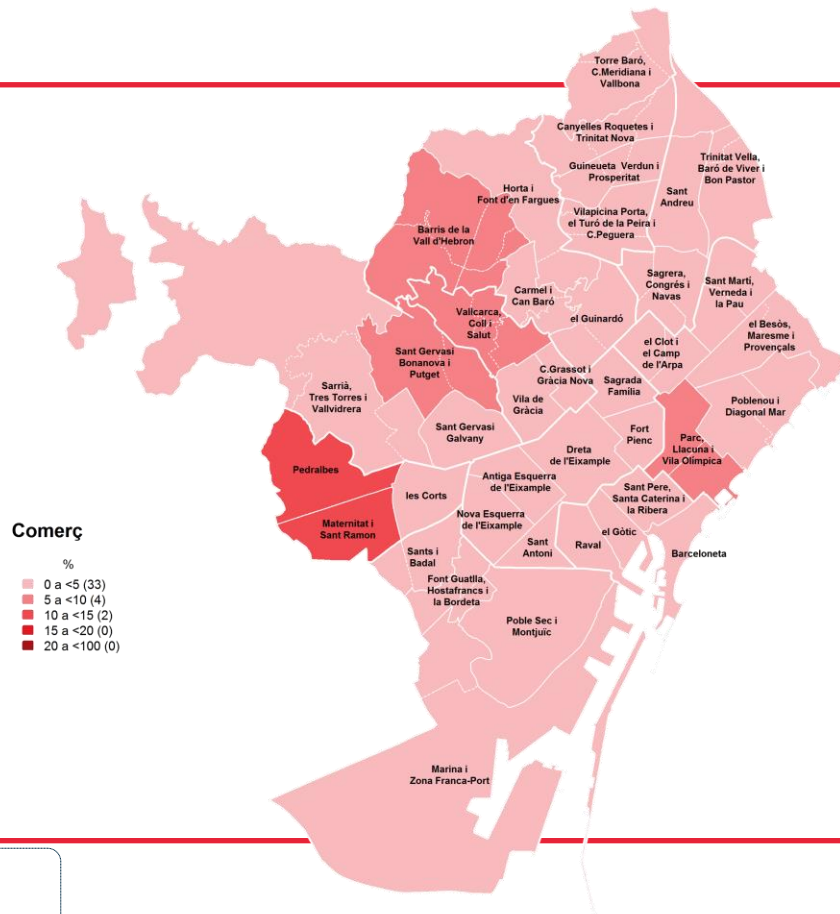 Torre Baró,
C.Meridiana i
Vallbona
Canyelles Roquetes i
Trinitat Nova
Guineueta Verdun i
Prosperitat
Trinitat Vella,
Baró de Viver i
Bon Pastor
Sant
Andreu
Horta i
Font d'en Fargues
Vilapicina Porta,
el Turó de la Peira i
C.Peguera
Barris de la
Vall d'Hebron
Sagrera,
Congrés i
Navas
Sant Martí,
Verneda i
la Pau
Carmel i
Can Baró
Vallcarca,
Coll i
Salut
el Guinardó
el Besòs,
Maresme i
Provençals
el Clot i
el Camp
de l'Arpa
Sant Gervasi
Bonanova i
Putget
C.Grassot i
Gràcia Nova
Sagrada
Família
Sarrià,
Tres Torres i
Vallvidrera
Vila de
Gràcia
Poblenou i
Diagonal Mar
Sant Gervasi
Galvany
Fort
Pienc
Parc,
Llacuna i
Vila Olímpica
Dreta
de l'Eixample
Pedralbes
Antiga Esquerra
de l'Eixample
Sant Pere,
Santa Caterina i
la Ribera
les Corts
Nova Esquerra
de l'Eixample
Maternitat i
Sant Ramon
el Gòtic
Sant
Antoni
Raval
Barceloneta
Sants i
Badal
Font Guatlla,
Hostafrancs i
la Bordeta
Poble Sec i
Montjuïc
Marina i
Zona Franca-Port
Comerç
%
0 a <5 (33)
5 a <10 (4)
10 a <15 (2)
15 a <20 (0)
20 a <100 (0)